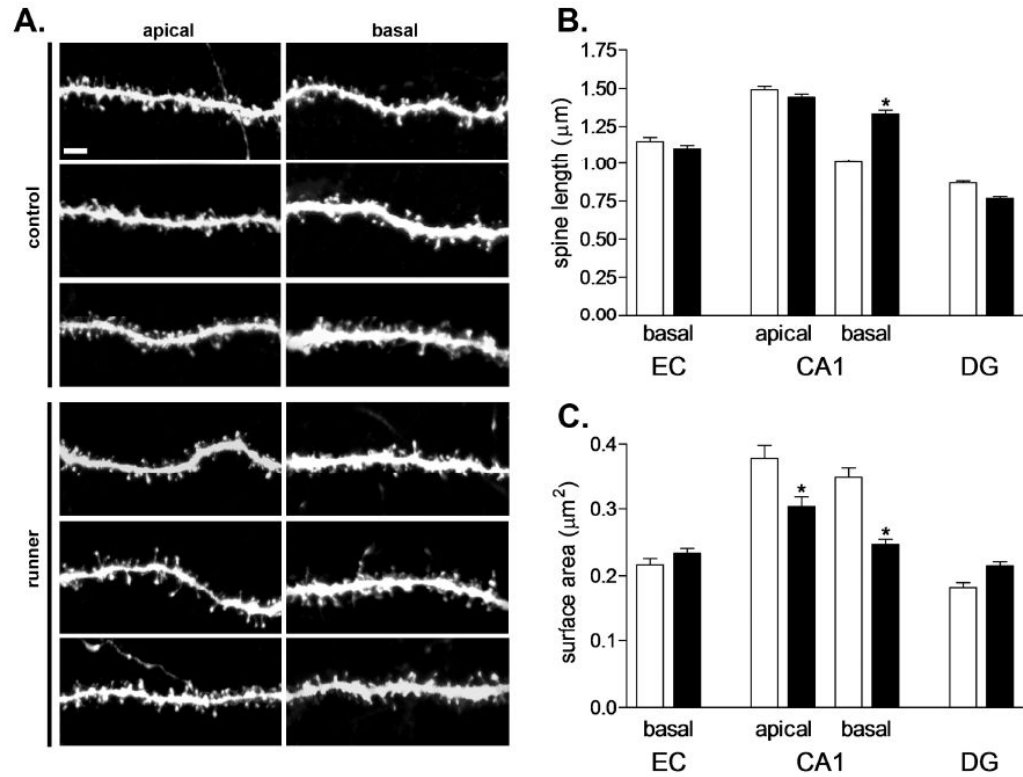 A.
apical basal
control
runner
B.
spine length (μm)
1.75
1.50
1.25
1.00
0.75
0.50
0.25
0.00
*
basal apical basal
EC CA1 DG
C.
surface area (μm²)
0.4
0.3
0.2
0.1
0.0
* *
basal apical basal
EC CA1 DG